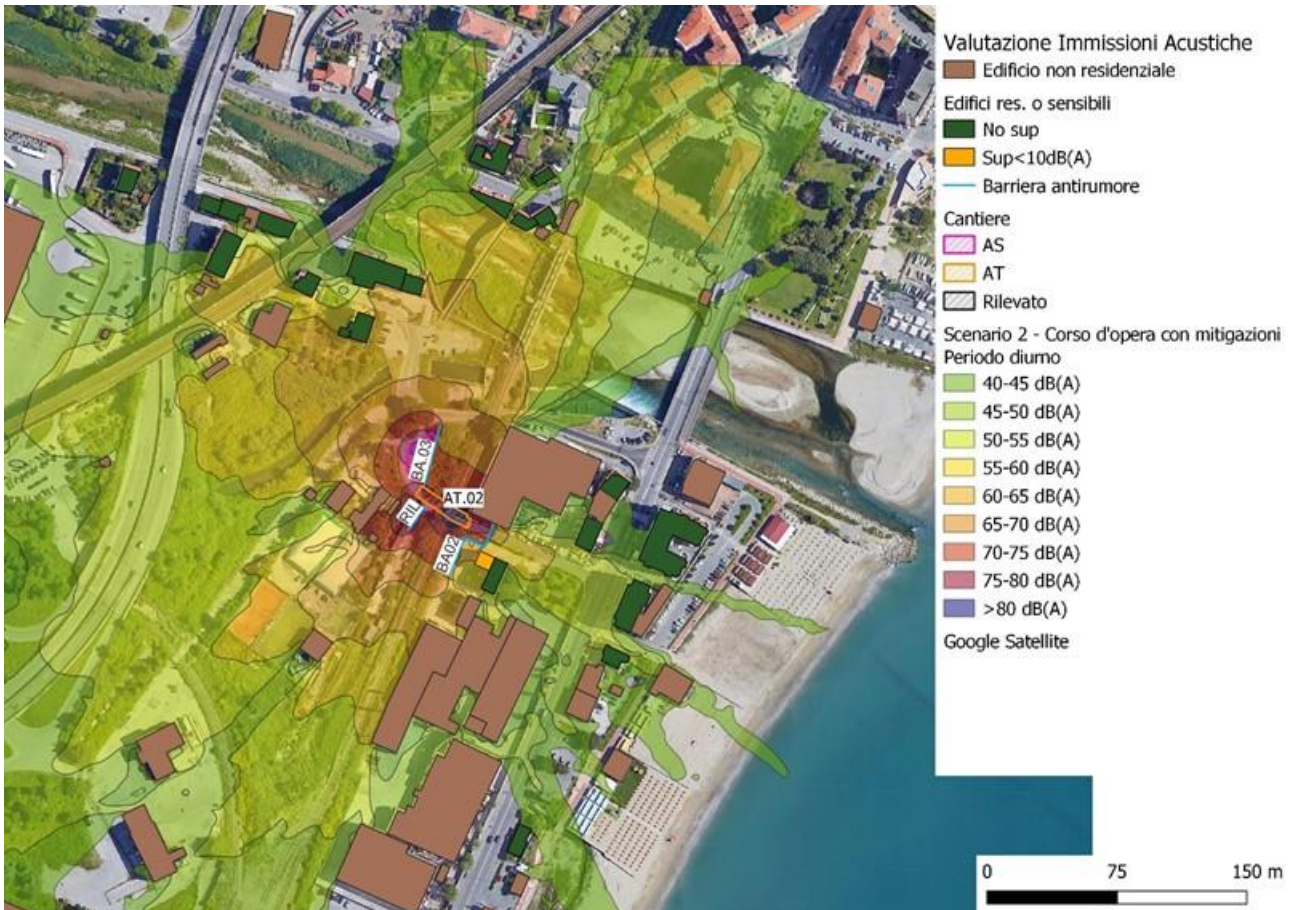 Valutazione Immissioni Acustiche
Edificio non residenziale
Edifici res. o sensibili
No sup
Sup<10dB(A)
Barriera antirumore
Cantiere
AS
AT
Rilevato
Scenario 2 - Corso d'opera con mitigazioni
Periodo diurno
40-45 dB(A)
45-50 dB(A)
50-55 dB(A)
55-60 dB(A)
60-65 dB(A)
65-70 dB(A)
70-75 dB(A)
75-80 dB(A)
>80 dB(A)
Google Satellite
BA.03
AT.02
RIL
BA02
0 75 150 m